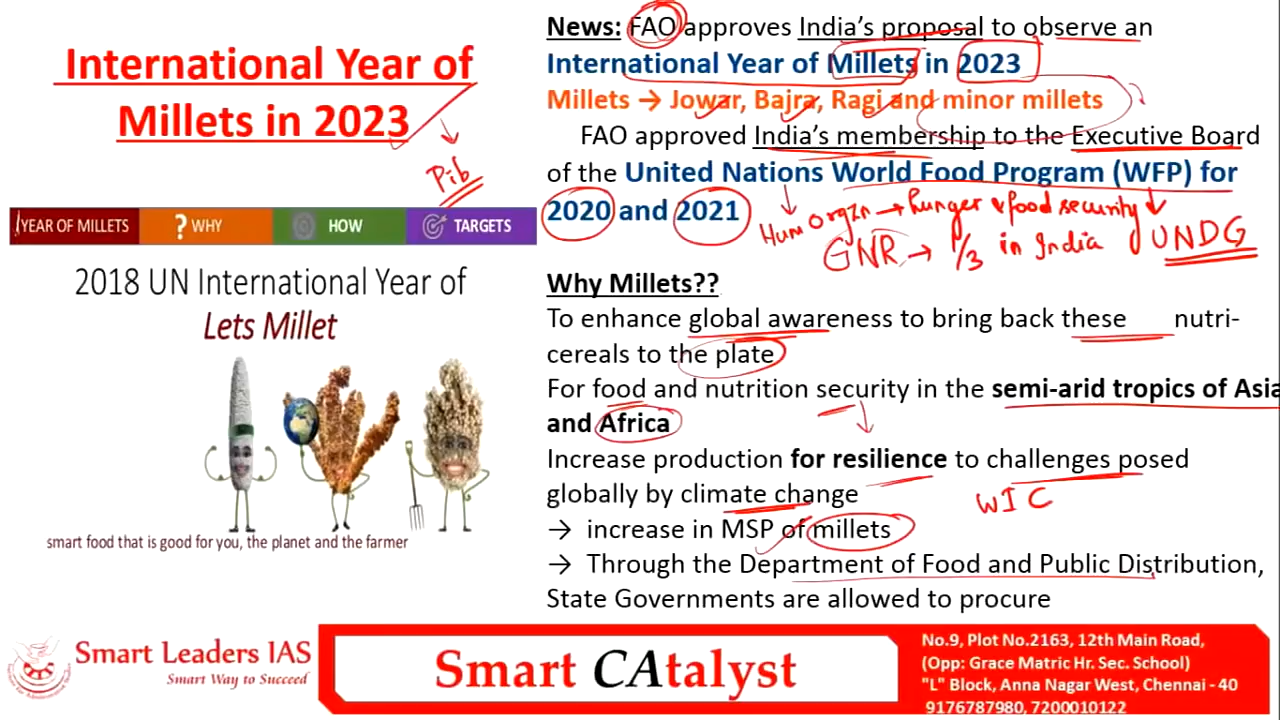 International Year of
Millets in 2023
Pib
YEAR OF MILLETS
? WHY
HOW
TARGETS
2018 UN International Year of
Lets Millet
smart food that is good for you, the planet and the farmer
News: FAO approves India's proposal to observe an
International Year of Millets in 2023
Millets → Jowar, Bajra, Ragi and minor millets
FAO approved India's membership to the Executive Board
of the United Nations World Food Program (WFP) for
2020 and 2021
Hum Orgzn → hunger & food security
GNR → 1/3 in India
UNDG
Why Millets??
To enhance global awareness to bring back these nutri-
cereals to the plate
For food and nutrition security in the semi-arid tropics of Asia
and Africa
Increase production for resilience to challenges posed
globally by climate change
WIC
→ increase in MSP of millets
→ Through the Department of Food and Public Distribution,
State Governments are allowed to procure
Smart Leaders IAS
Smart Way to Succeed
Smart CAtalyst
No.9, Plot No.2163, 12th Main Road,
(Opp: Grace Matric Hr. Sec. School)
"L" Block, Anna Nagar West, Chennai - 40
9176787980, 7200010122